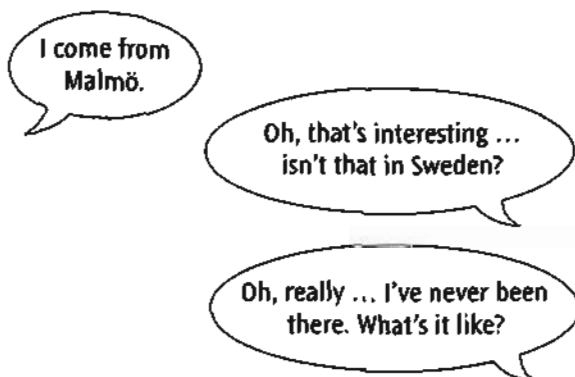 I come from
Malmö.
Oh, that's interesting ...
isn't that in Sweden?
Oh, really ... I've never been
there. What's it like?